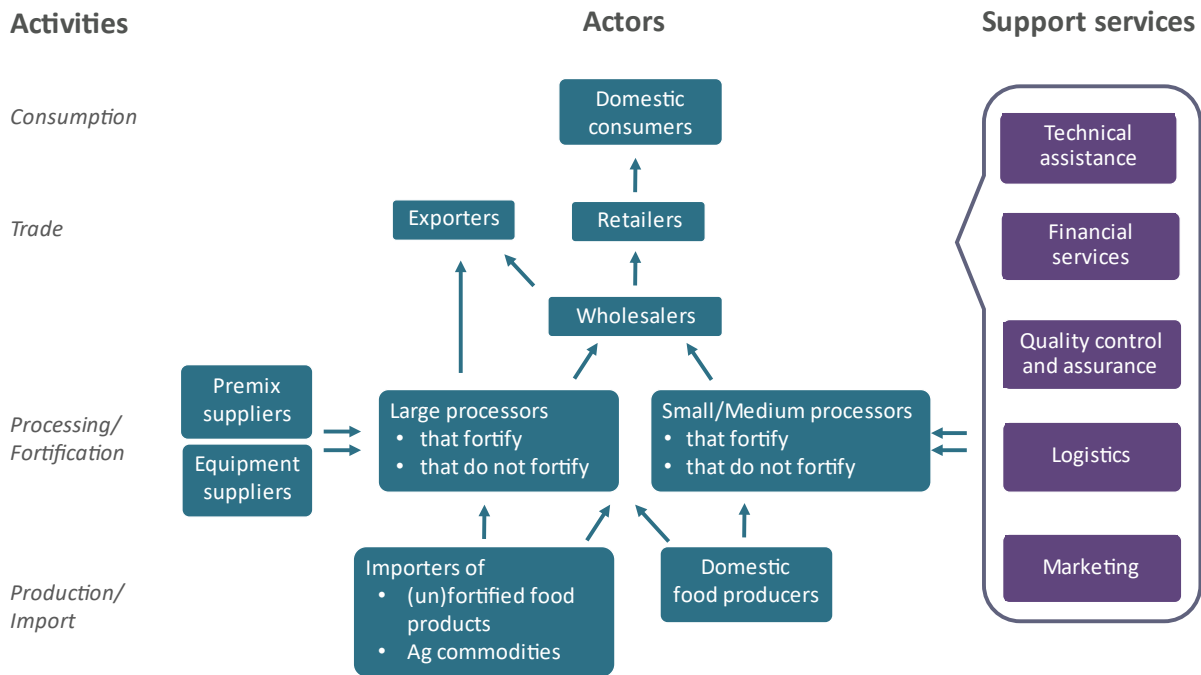 Activities
Actors
Support services
Consumption
Domestic
consumers
Technical
assistance
Trade
Exporters
Retailers
Financial
services
Wholesalers
Quality control
and assurance
Premix
suppliers
Equipment
suppliers
Processing/
Fortification
Large processors
• that fortify
• that do not fortify
Small/Medium processors
• that fortify
• that do not fortify
Logistics
Production/
Import
Importers of
• (un)fortified food
products
• Ag commodities
Domestic
food producers
Marketing